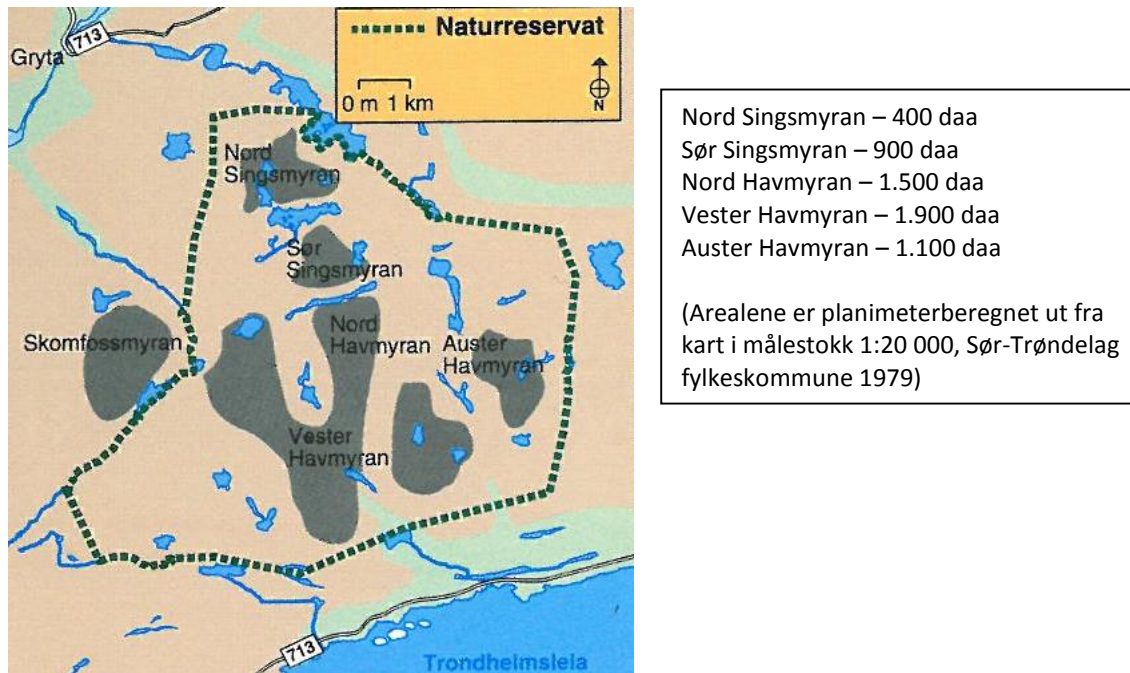 Naturreservat
0 m 1 km
N
713
Gryta
Nord
Singsmyran
Sør
Singsmyran
Skomfossmyran
Nord
Havmyran
Auster
Havmyran
Vester
Havmyran
713
Trondheimsleia
Nord Singsmyran – 400 daa
Sør Singsmyran – 900 daa
Nord Havmyran – 1.500 daa
Vester Havmyran – 1.900 daa
Auster Havmyran – 1.100 daa
(Arealene er planimeterberegnet ut fra
kart i målestokk 1:20 000, Sør-Trøndelag
fylkeskommune 1979)